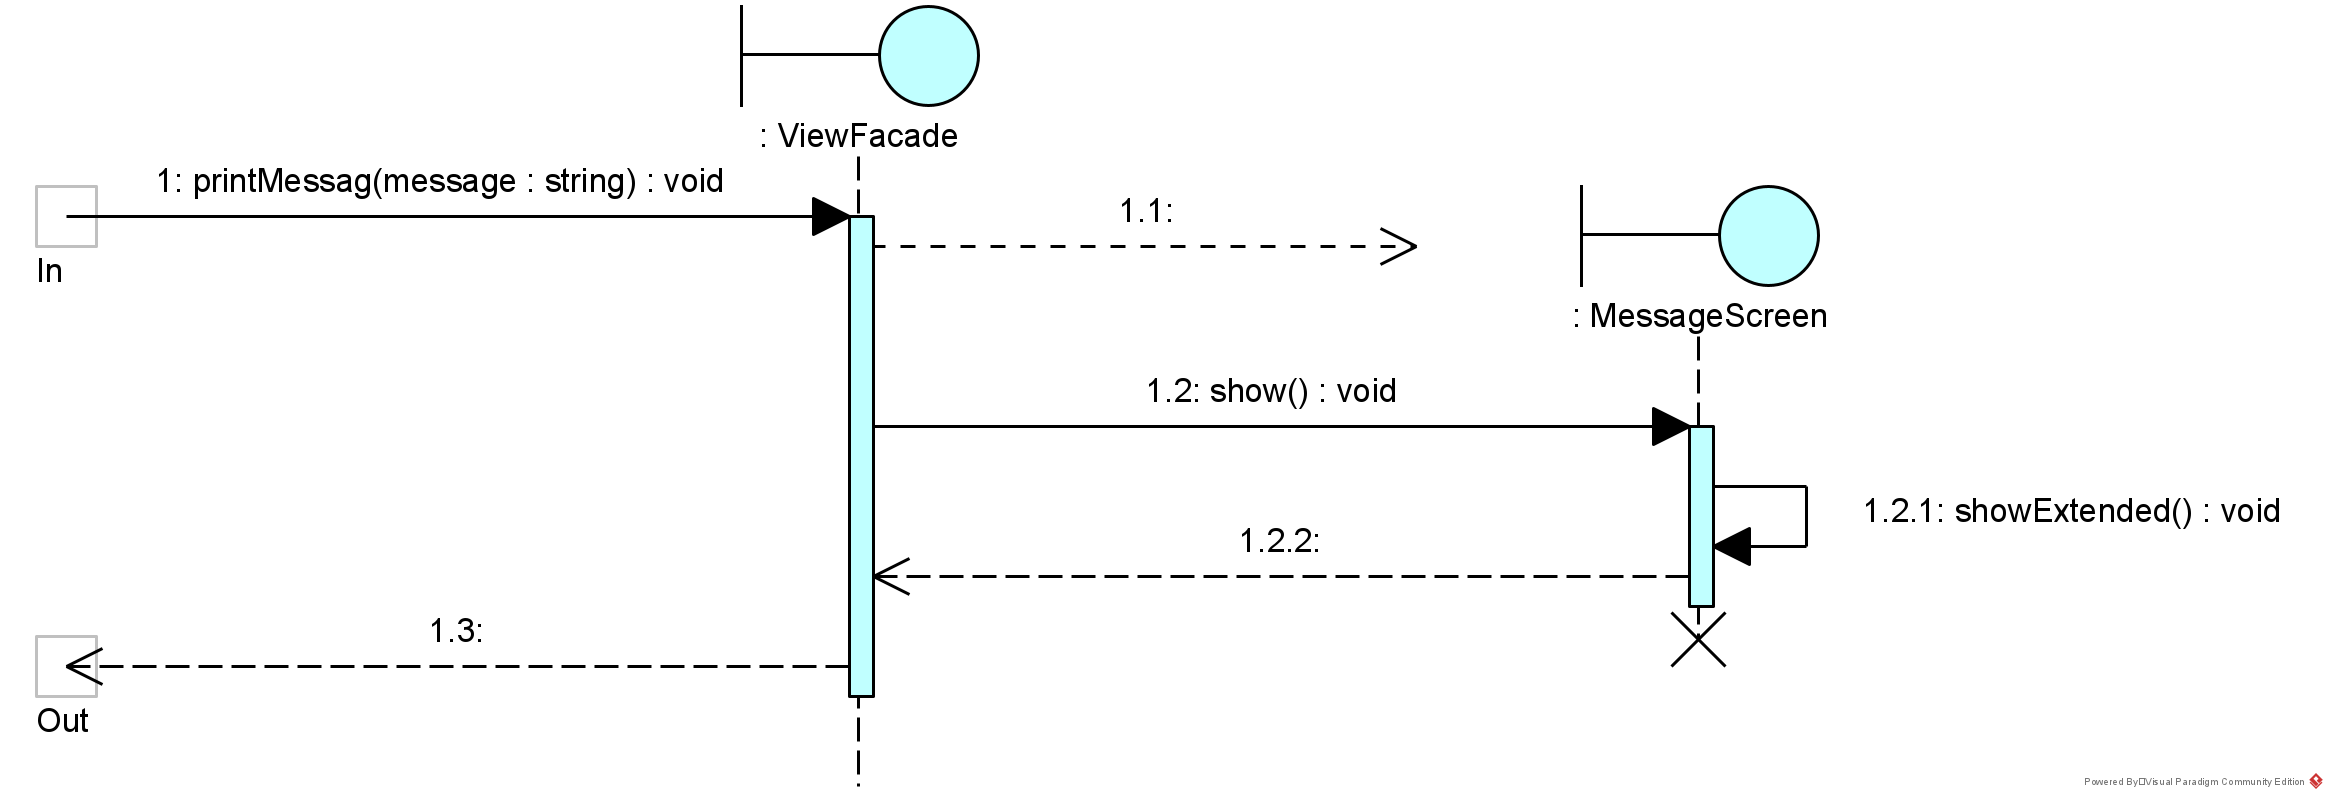 : ViewFacade
1: printMessag(message : string) : void
1.1:
In
: MessageScreen
1.2: show() : void
1.2.1: showExtended() : void
1.2.2:
1.3:
Out
Powered By□Visual Paradigm Community Edition